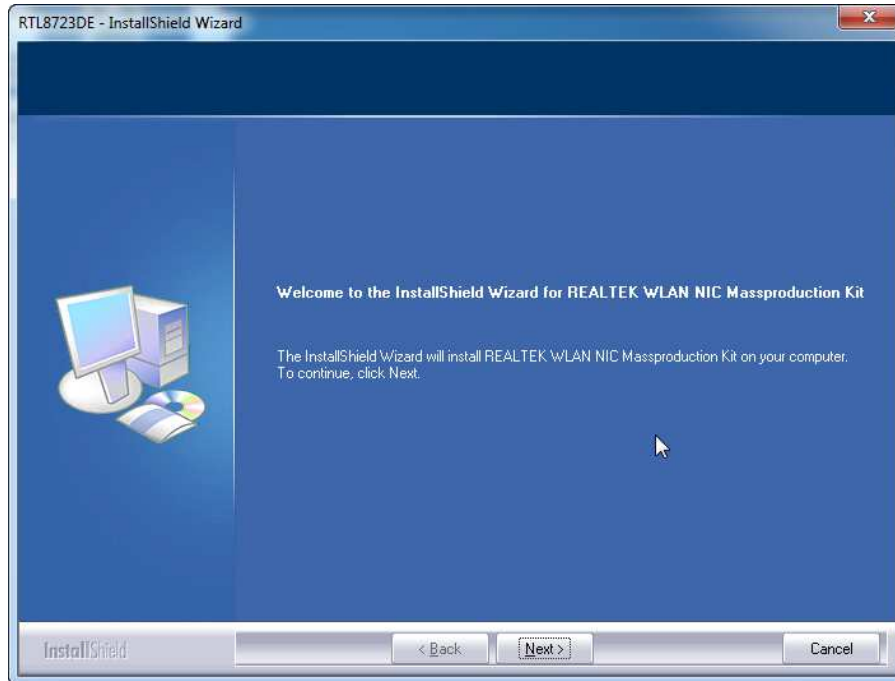 RTL8723DE - InstallShield Wizard
Welcome to the InstallShield Wizard for REALTEK WLAN NIC Massproduction Kit
The InstallShield Wizard will install REALTEK WLAN NIC Massproduction Kit on your computer.
To continue, click Next.
InstallShield
< Back
Next >
Cancel